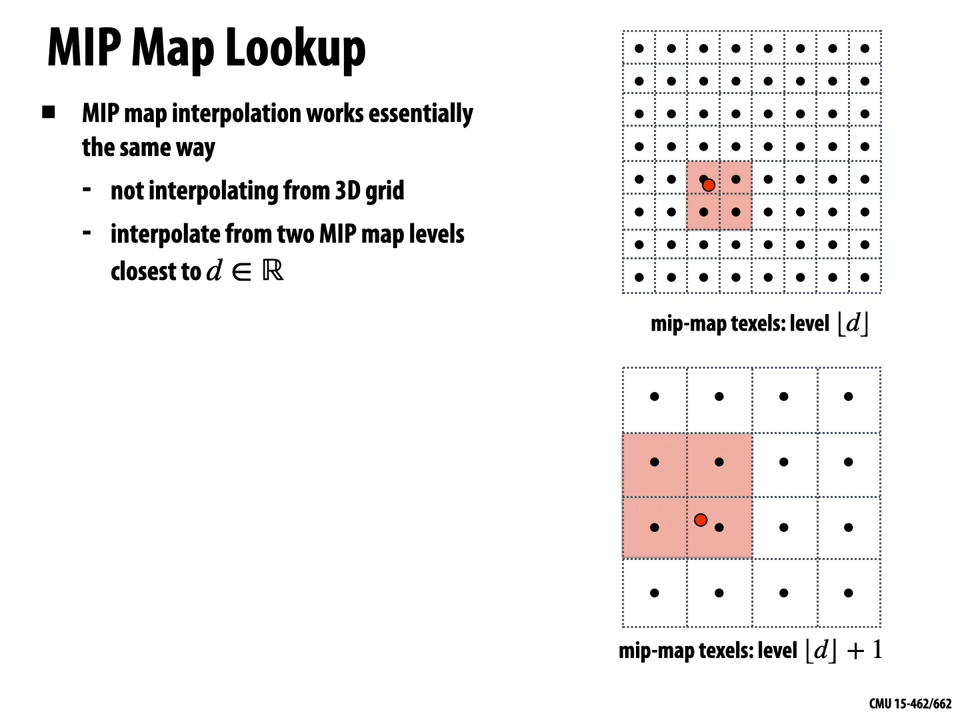 MIP Map Lookup
■ MIP map interpolation works essentially
the same way
- not interpolating from 3D grid
- interpolate from two MIP map levels
closest to d ∈ ℝ
mip-map texels: level ⌊d⌋
mip-map texels: level ⌊d⌋ + 1
CMU 15-462/662